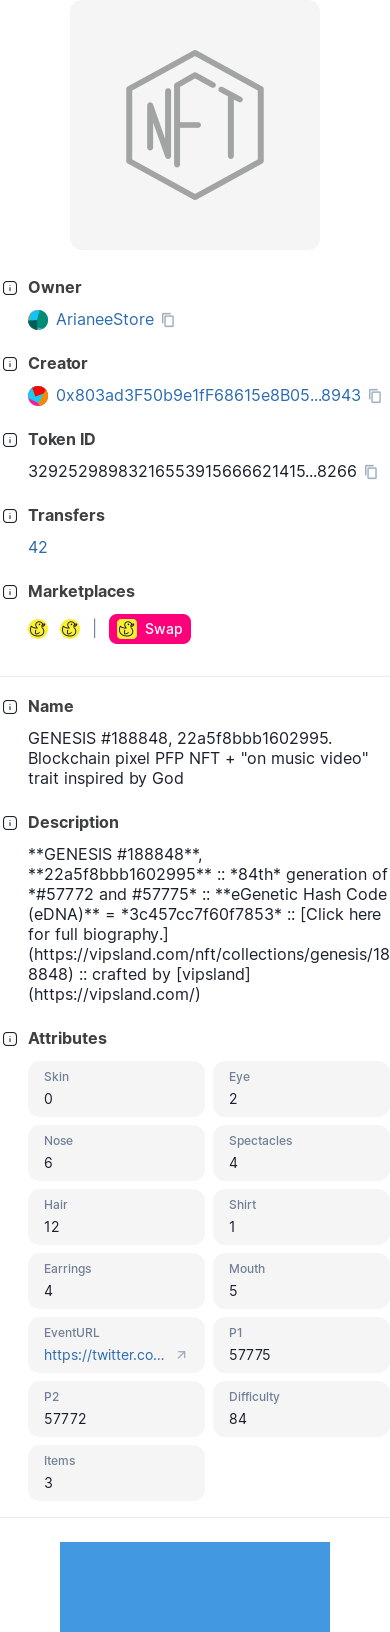 NFT
Owner
ArianeeStore
Creator
0x803ad3F50b9e1fF68615e8B05...8943
Token ID
329252989832165539156666214​15...8266
Transfers
42
Marketplaces
| Swap
Name
GENESIS #188848, 22a5f8bbb1602995.
Blockchain pixel PFP NFT + "on music video"
trait inspired by God
Description
**GENESIS #188848**,
**22a5f8bbb1602995** :: *84th* generation of
*#57772 and #57775* :: **eGenetic Hash Code
(eDNA)** = *3c457cc7f60f7853* :: [Click here
for full biography.]
(https://vipsland.com/nft/collections/genesis/18
8848) :: crafted by [vipsland]
(https://vipsland.com/)
Attributes
Skin Eye
0 2
Nose Spectacles
6 4
Hair Shirt
12 1
Earrings Mouth
4 5
EventURL P1
https://twitter.co... 57775
P2 Difficulty
57772 84
Items
3